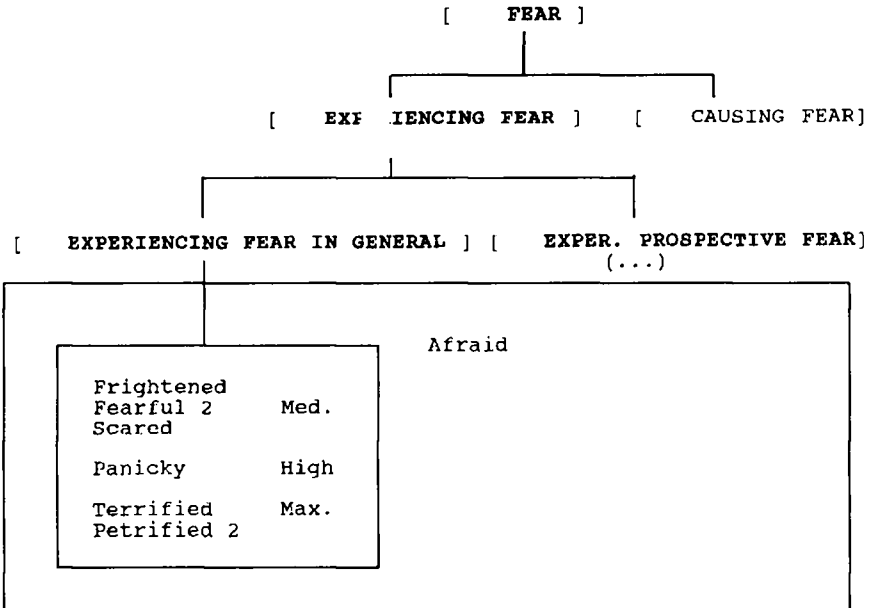 [ FEAR ]
[ EXPERIENCING FEAR ] [ CAUSING FEAR]
[ EXPERIENCING FEAR IN GENERAL ] [ EXPER. PROSPECTIVE FEAR]
(...)
Afraid
Frightened
Fearful 2 Med.
Scared
Panicky High
Terrified Max.
Petrified 2